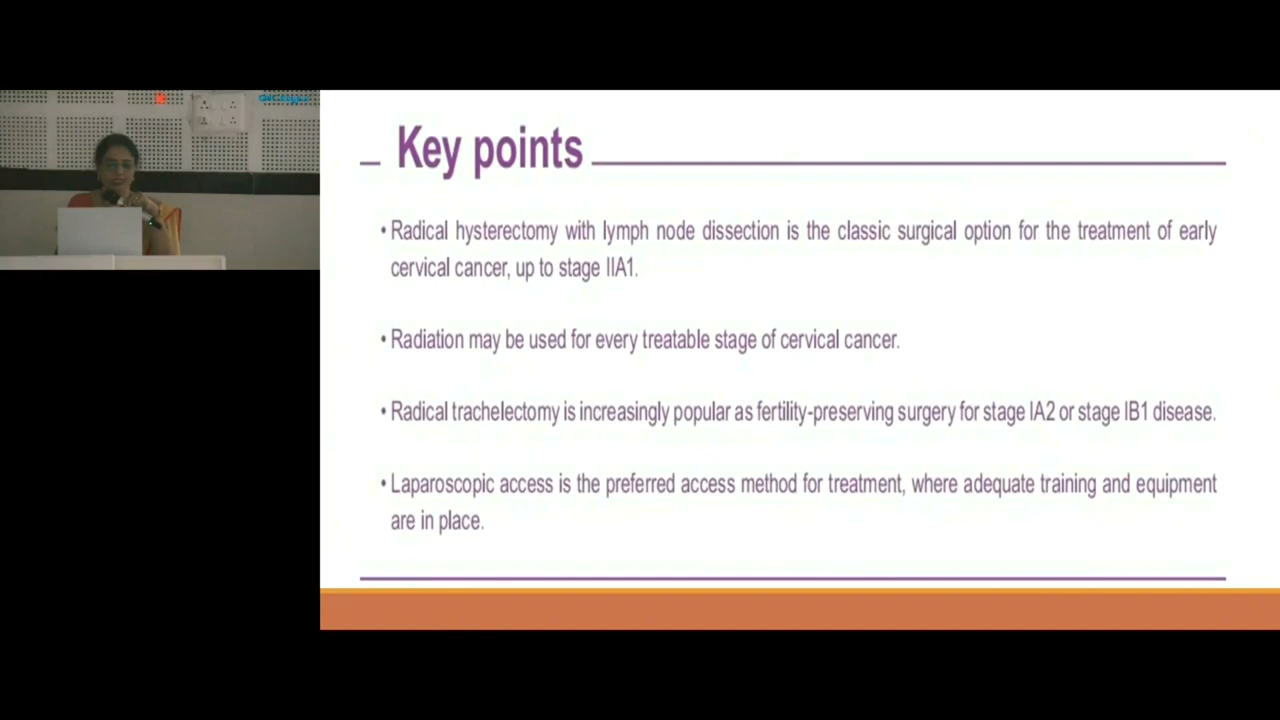 Key points
• Radical hysterectomy with lymph node dissection is the classic surgical option for the treatment of early
cervical cancer, up to stage IIA1.
• Radiation may be used for every treatable stage of cervical cancer.
• Radical trachelectomy is increasingly popular as fertility-preserving surgery for stage IA2 or stage IB1 disease.
• Laparoscopic access is the preferred access method for treatment, where adequate training and equipment
are in place.